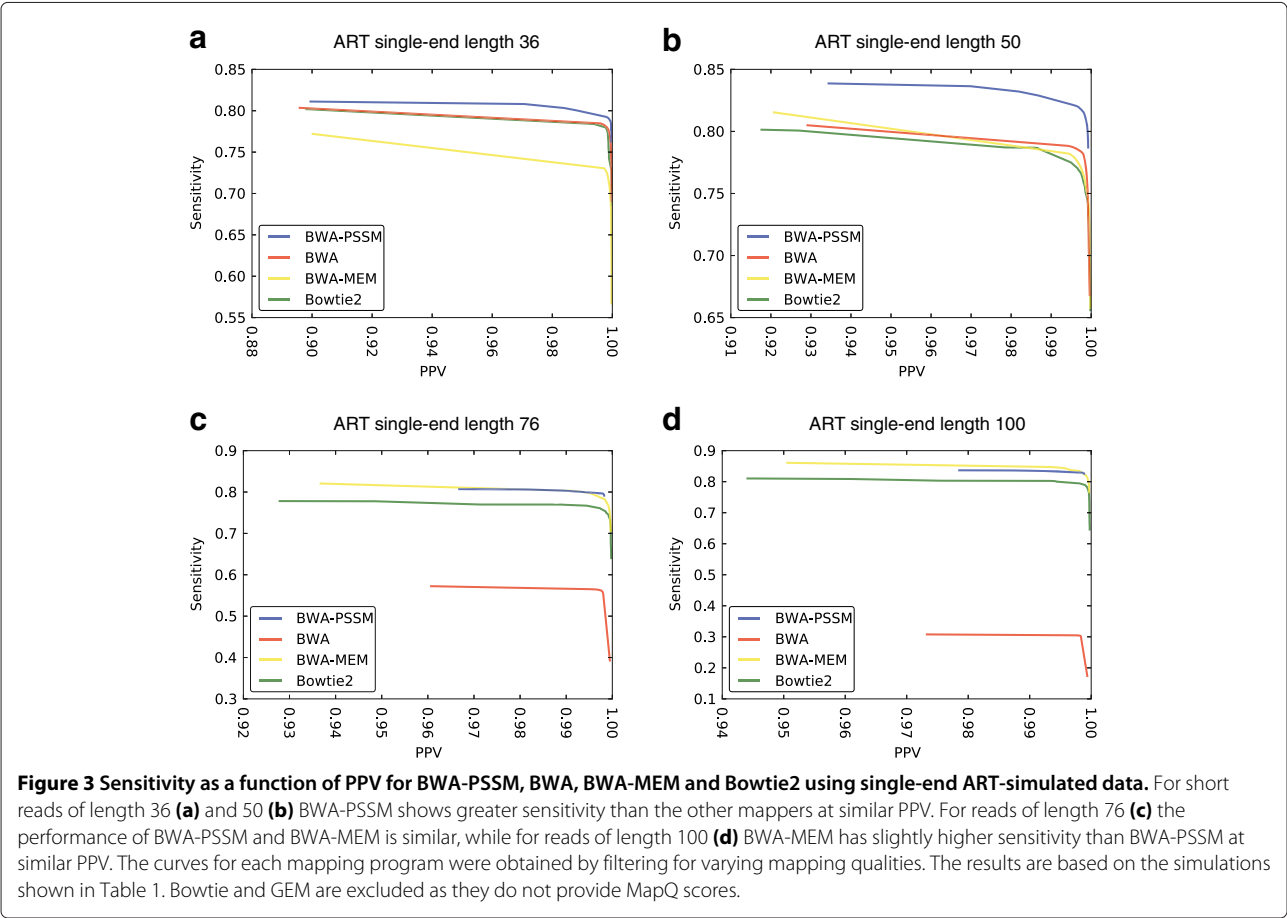 a
ART single-end length 36
0.85
0.80
0.75
0.70
0.65
0.60
0.55
Sensitivity
BWA-PSSM
BWA
BWA-MEM
Bowtie2
0.88
0.90
0.92
0.94
0.96
0.98
1.00
PPV
b
ART single-end length 50
0.85
0.80
0.75
0.70
0.65
Sensitivity
BWA-PSSM
BWA
BWA-MEM
Bowtie2
0.91
0.92
0.93
0.94
0.95
0.96
0.97
0.98
0.99
1.00
PPV
c
ART single-end length 76
0.9
0.8
0.7
0.6
0.5
0.4
0.3
Sensitivity
BWA-PSSM
BWA
BWA-MEM
Bowtie2
0.92
0.93
0.94
0.95
0.96
0.97
0.98
0.99
1.00
PPV
d
ART single-end length 100
0.9
0.8
0.7
0.6
0.5
0.4
0.3
0.2
0.1
Sensitivity
BWA-PSSM
BWA
BWA-MEM
Bowtie2
0.94
0.95
0.96
0.97
0.98
0.99
1.00
PPV
Figure 3 Sensitivity as a function of PPV for BWA-PSSM, BWA, BWA-MEM and Bowtie2 using single-end ART-simulated data. For short
reads of length 36 (a) and 50 (b) BWA-PSSM shows greater sensitivity than the other mappers at similar PPV. For reads of length 76 (c) the
performance of BWA-PSSM and BWA-MEM is similar, while for reads of length 100 (d) BWA-MEM has slightly higher sensitivity than BWA-PSSM at
similar PPV. The curves for each mapping program were obtained by filtering for varying mapping qualities. The results are based on the simulations
shown in Table 1. Bowtie and GEM are excluded as they do not provide MapQ scores.